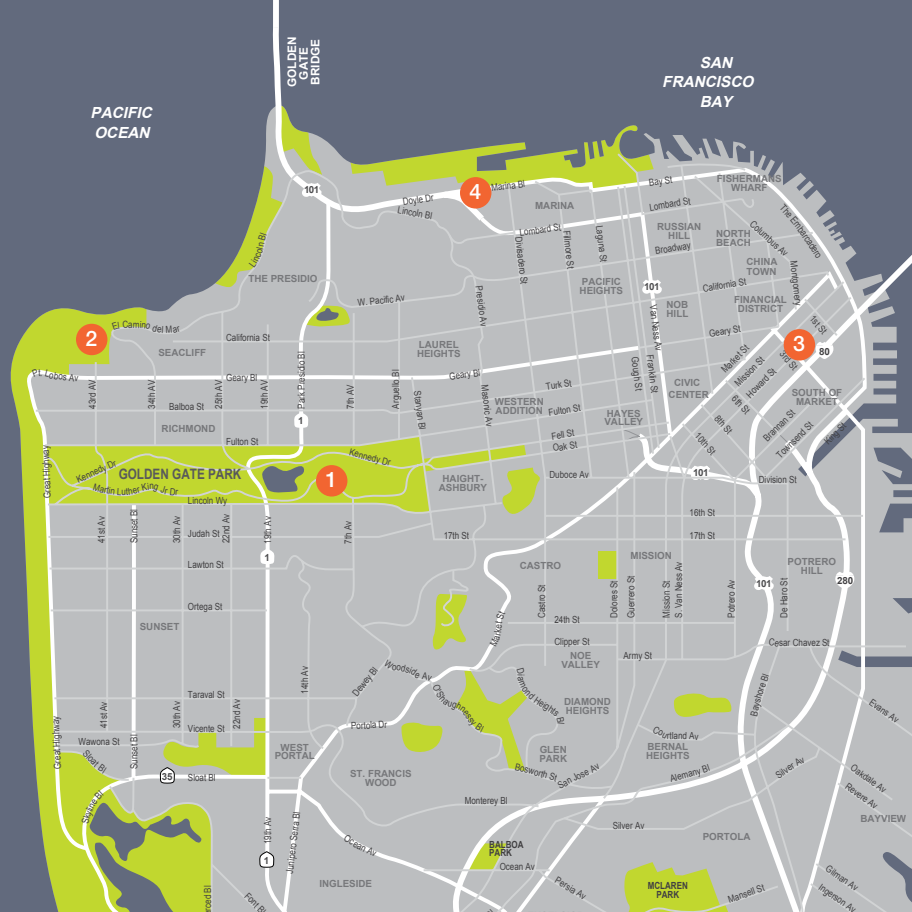 GOLDEN
GATE
BRIDGE
SAN
FRANCISCO
BAY
PACIFIC
OCEAN
101
Doyle Dr
Lincoln Bl
4
Marina Bl
MARINA
Bay St
FISHERMANS
WHARF
Lombard St
Lombard St
The Embarcadero
RUSSIAN
HILL
NORTH
BEACH
Columbus Av
Broadway
Divisadero St
Fillmore St
Laguna St
Lincoln Bl
THE PRESIDIO
CHINA
TOWN
Montgomery
California St
PACIFIC
HEIGHTS
101
NOB
HILL
FINANCIAL
DISTRICT
W. Pacific Av
Presidio Av
Van Ness Av
Geary St
1st St
2
El Camino del Mar
California St
SEACLIFF
LAUREL
HEIGHTS
3
80
Market St
Mission St
Howard St
3rd St
Pt. Lobos Av
Geary Bl
Geary Bl
43rd AV
34th AV
25th AV
19th AV
Park Presidio Bl
7th AV
Arguello Bl
Stanyan Bl
Masonic Av
Turk St
Gough St
Franklin St
CIVIC
CENTER
6th St
SOUTH OF
MARKET
Balboa St
WESTERN
ADDITION
Fulton St
HAYES
VALLEY
8th St
Brannan St
RICHMOND
1
Fulton St
Fell St
Oak St
10th St
Townsend St
King St
Great Highway
Kennedy Dr
GOLDEN GATE PARK
1
Kennedy Dr
Martin Luther King Jr Dr
HAIGHT-
ASHBURY
Duboce Av
101
Division St
Lincoln Wy
41st Av
Sunset Bl
30th Av
22nd Av
19th Av
7th Av
16th St
Judah St
17th St
17th St
1
Lawton St
CASTRO
MISSION
POTRERO
HILL
101
280
Castro St
Dolores St
Guerrero St
Mission St
S. Van Ness Av
Potrero Av
De Haro St
Ortega St
SUNSET
Market St
24th St
Clipper St
NOE
VALLEY
Army St
Cesar Chavez St
14th Av
Dewey Bl
Woodside Av
O'Shaughnessy Bl
Diamond Heights Bl
DIAMOND
HEIGHTS
Bayshore Bl
Evans Av
Taraval St
41st Av
30th Av
22nd Av
Vicente St
Portola Dr
Great Highway
Wawona St
Sunset Bl
Sloat Bl
WEST
PORTAL
GLEN
PARK
Courtland Av
BERNAL
HEIGHTS
35
Sloat Bl
ST. FRANCIS
WOOD
Bosworth St
San Jose Av
Alemany Bl
Silver Av
Oakdale Av
Revere Av
Skyline Bl
Monterey Bl
BAYVIEW
19th Av
Junipero Serra Bl
Ocean Av
Silver Av
PORTOLA
1
BALBOA
PARK
Ocean Av
INGLESIDE
Persia Av
MCLAREN
PARK
Mansell St
Gilman Av
Ingerson Av
Font Bl
rced Bl